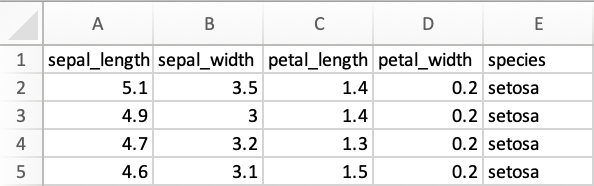 A B C D E
1 sepal_length sepal_width petal_length petal_width species
2 5.1 3.5 1.4 0.2 setosa
3 4.9 3 1.4 0.2 setosa
4 4.7 3.2 1.3 0.2 setosa
5 4.6 3.1 1.5 0.2 setosa